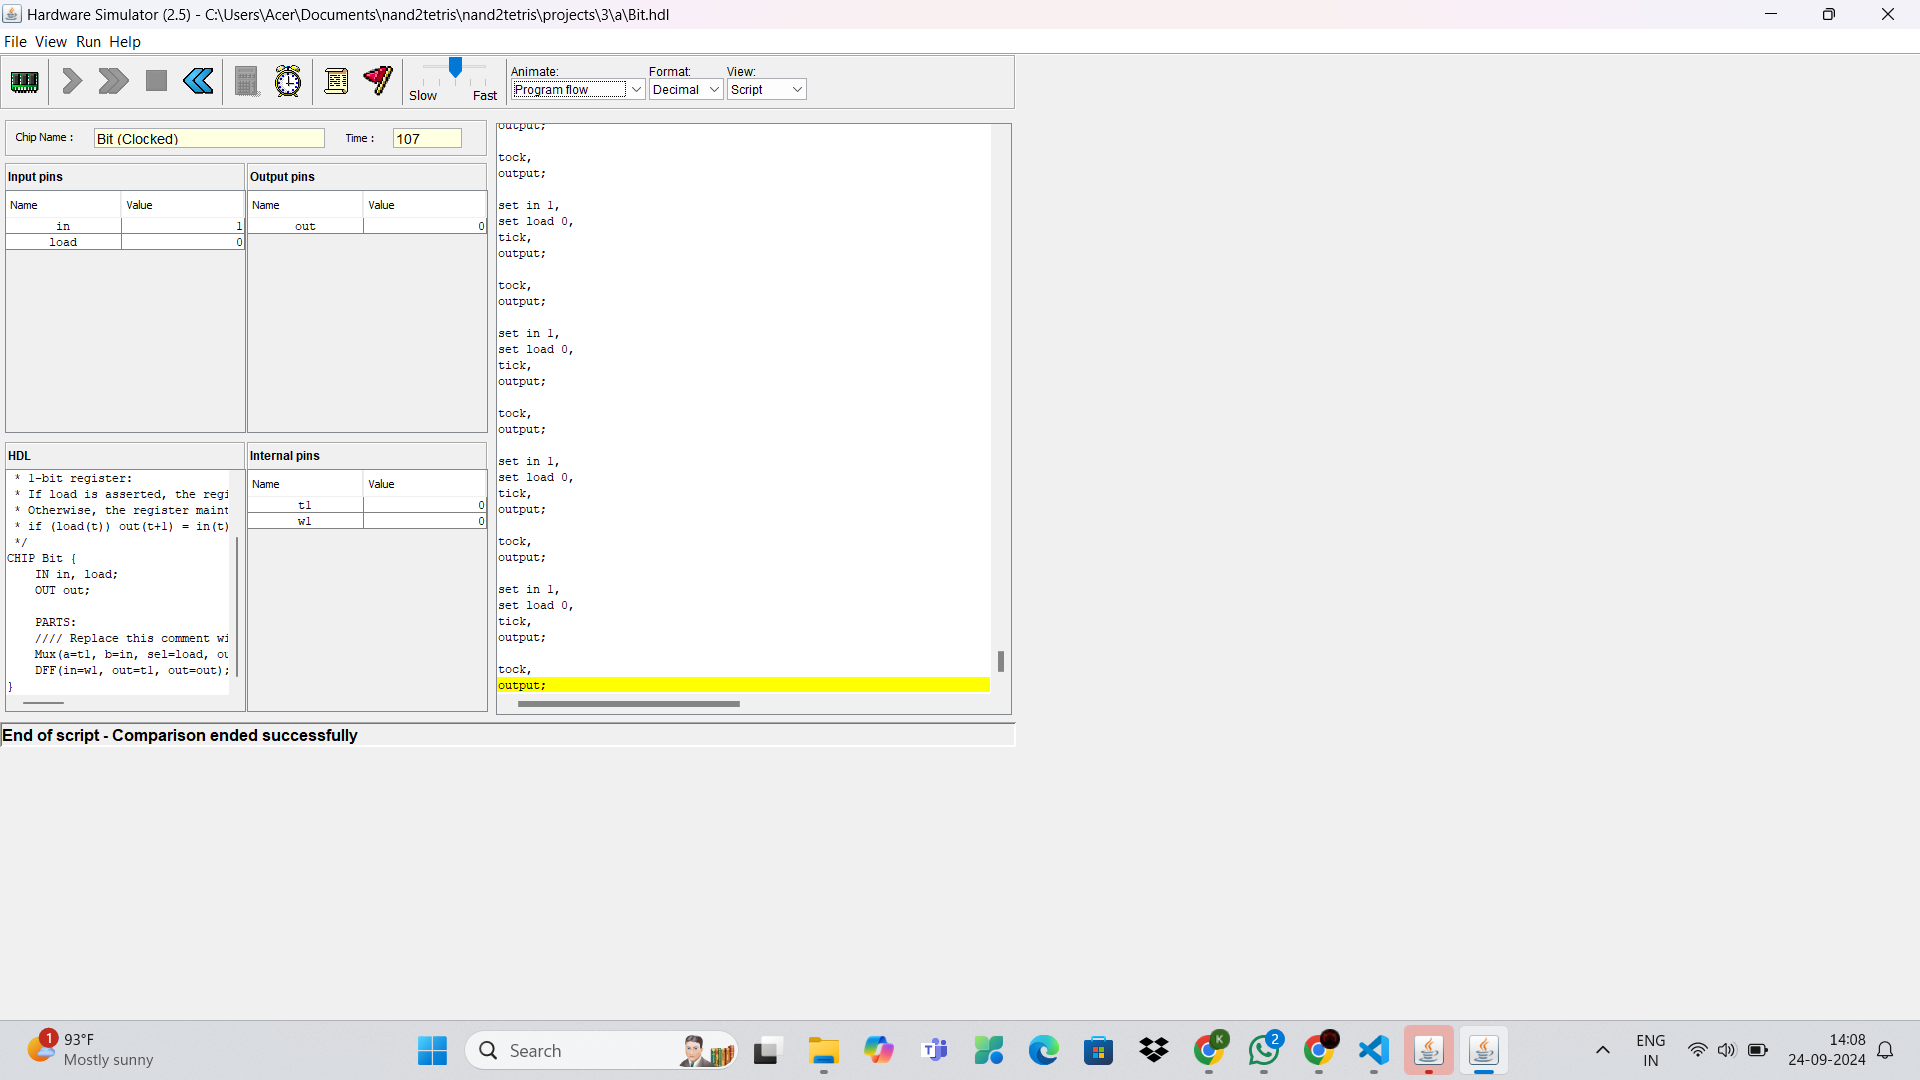 Hardware Simulator (2.5) - C:\Users\Acer\Documents\nand2tetris\nand2tetris\projects\3\a\Bit.hdl
File View Run Help
Slow Fast
Animate: Format: View:
Program flow Decimal Script
Chip Name : Bit (Clocked) Time : 107
Input pins
Name Value
in 1
load 0
Output pins
Name Value
out 0
HDL
* 1-bit register:
* If load is asserted, the regi
* Otherwise, the register maint
* if (load(t)) out(t+1) = in(t)
*/
CHIP Bit {
IN in, load;
OUT out;
PARTS:
//// Replace this comment wi
Mux(a=t1, b=in, sel=load, ou
DFF(in=w1, out=t1, out=out);
}
Internal pins
Name Value
t1 0
w1 0
output;
tock,
output;
set in 1,
set load 0,
tick,
output;
tock,
output;
set in 1,
set load 0,
tick,
output;
tock,
output;
set in 1,
set load 0,
tick,
output;
tock,
output;
set in 1,
set load 0,
tick,
output;
tock,
output;
End of script - Comparison ended successfully
1
93°F
Mostly sunny
Search
K
2
ENG
IN
14:08
24-09-2024